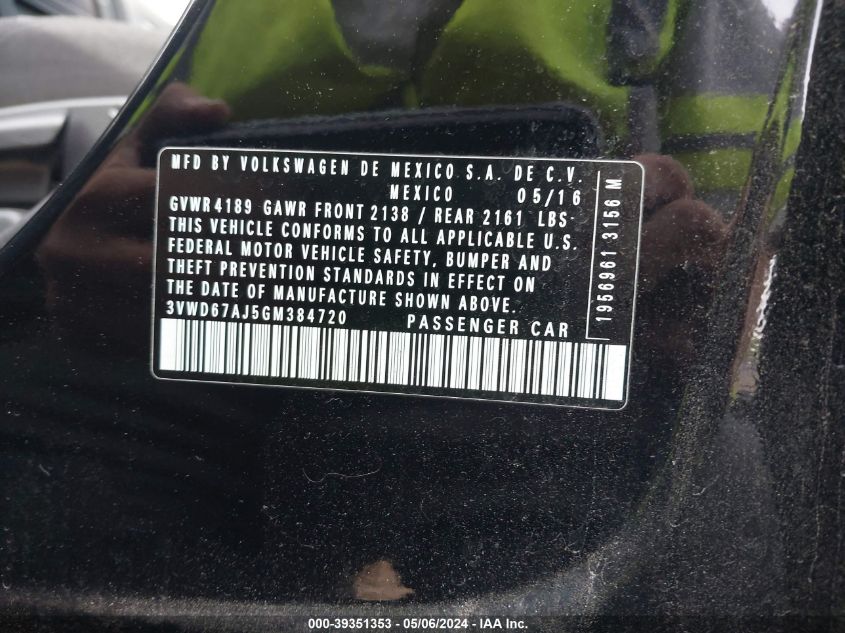 MFD BY VOLKSWAGEN DE MEXICO S.A. DE C.V.
MEXICO 05/16
GVWR 4189 GAWR FRONT 2138 / REAR 2161 LBS-
THIS VEHICLE CONFORMS TO ALL APPLICABLE U.S.
FEDERAL MOTOR VEHICLE SAFETY, BUMPER AND
THEFT PREVENTION STANDARDS IN EFFECT ON
THE DATE OF MANUFACTURE SHOWN ABOVE.
3VWD67AJ5GM384720 PASSENGER CAR
1956961 3156 M
000-39351353 - 05/06/2024 - IAA Inc.